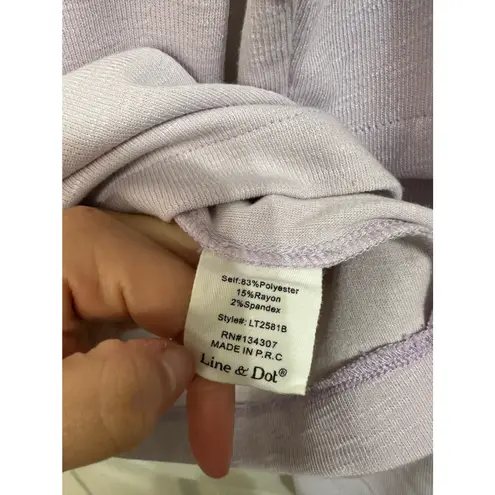 Self:83%Polyester
15%Rayon
2%Spandex
Style#: LT2581B
RN#134307
MADE IN P.R.C
Line & Dot®